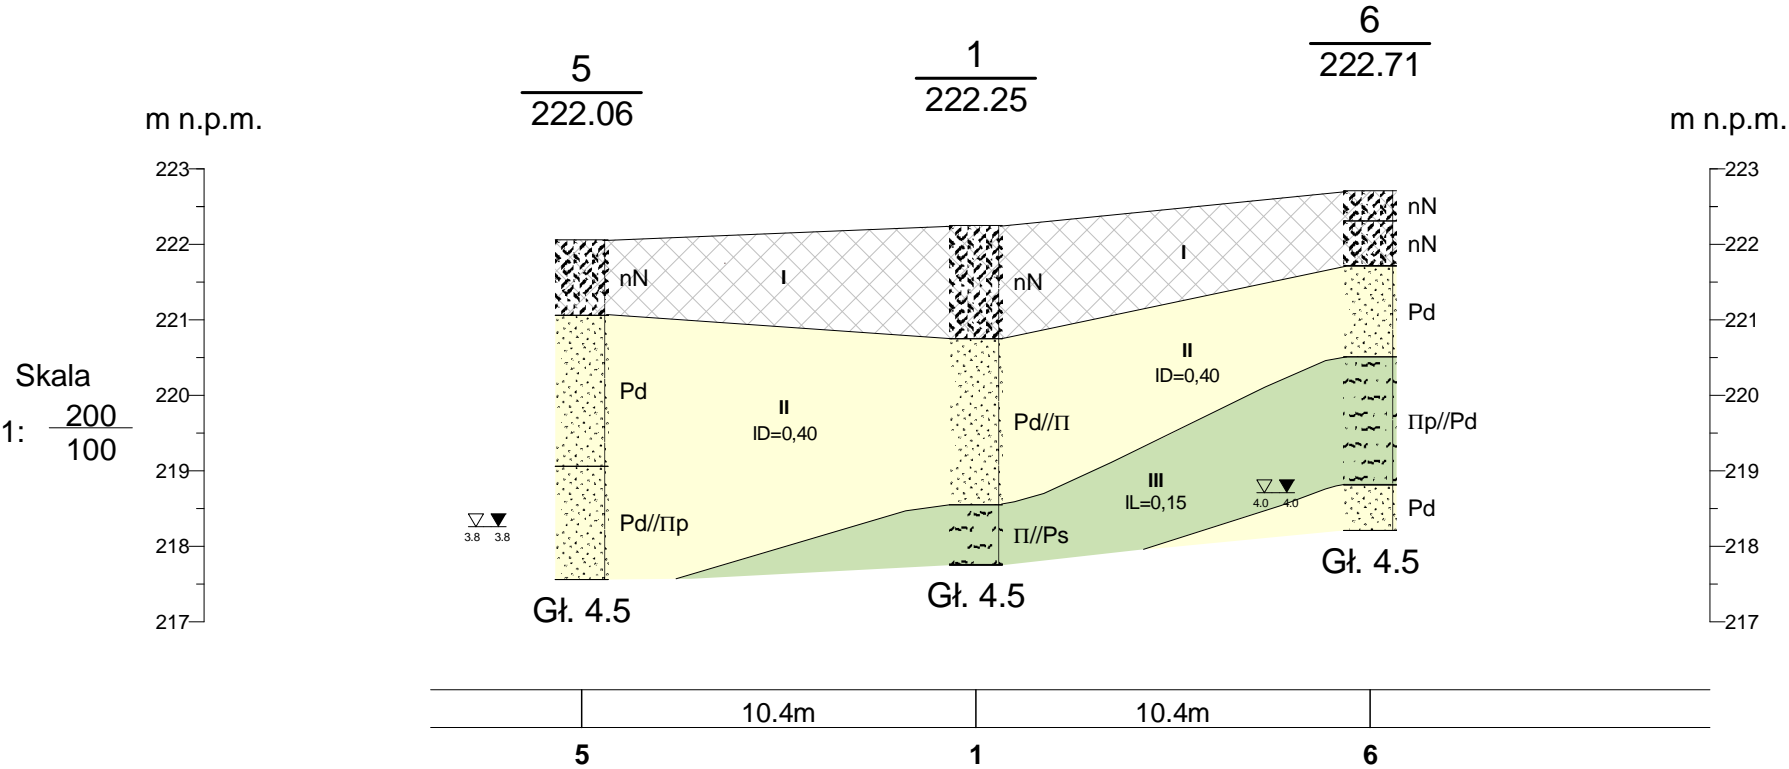 6
222.71
1
222.25
5
222.06
m n.p.m.
m n.p.m.
223
222
221
220
219
218
217
223
222
221
220
219
218
217
Skala
1: 200
100
nN
I
nN
I
nN
nN
Pd
II
ID=0,40
Pd//Π
II
ID=0,40
Pd
Pd//Πp
3.8 3.8
Π//Ps
III
IL=0,15
4.0 4.0
Πp//Pd
Pd
Gł. 4.5
Gł. 4.5
Gł. 4.5
10.4m
10.4m
5
1
6